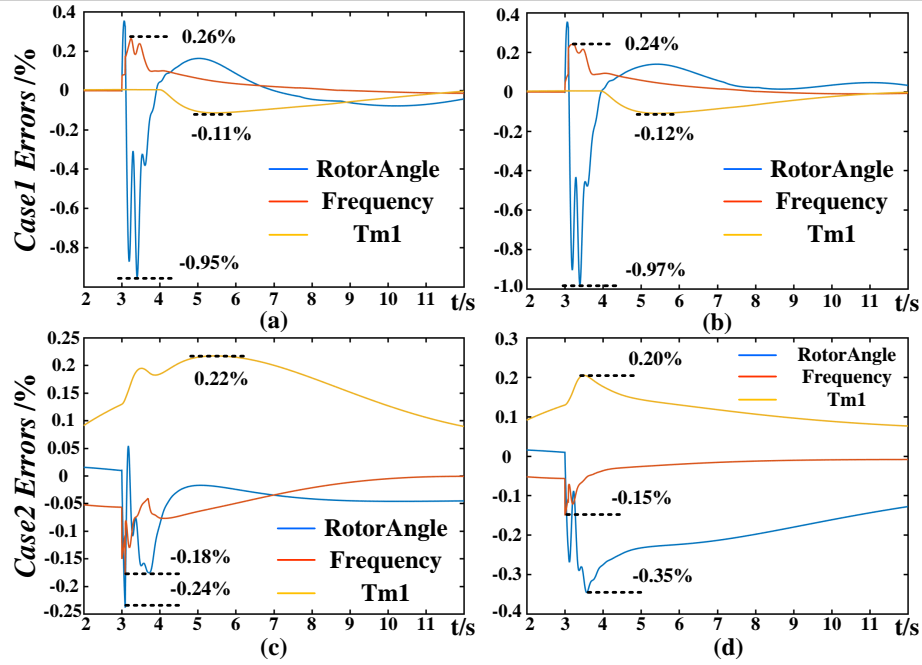 0.4
0.2
0
-0.2
-0.4
-0.6
-0.8
Case1 Errors /%
0.26%
-0.11%
-0.95%
RotorAngle
Frequency
Tm1
2 3 4 5 6 7 8 9 10 11 t/s
(a)
0.4
0.2
0
-0.2
-0.4
-0.6
-0.8
-1.0
0.24%
-0.12%
-0.97%
RotorAngle
Frequency
Tm1
2 3 4 5 6 7 8 9 10 11 t/s
(b)
0.25
0.2
0.15
0.1
0.05
0
-0.05
-0.1
-0.15
-0.2
-0.25
Case2 Errors /%
0.22%
-0.18%
-0.24%
RotorAngle
Frequency
Tm1
2 3 4 5 6 7 8 9 10 11 t/s
(c)
0.3
0.2
0.1
0
-0.1
-0.2
-0.3
-0.4
0.20%
-0.15%
-0.35%
RotorAngle
Frequency
Tm1
2 3 4 5 6 7 8 9 10 11 t/s
(d)